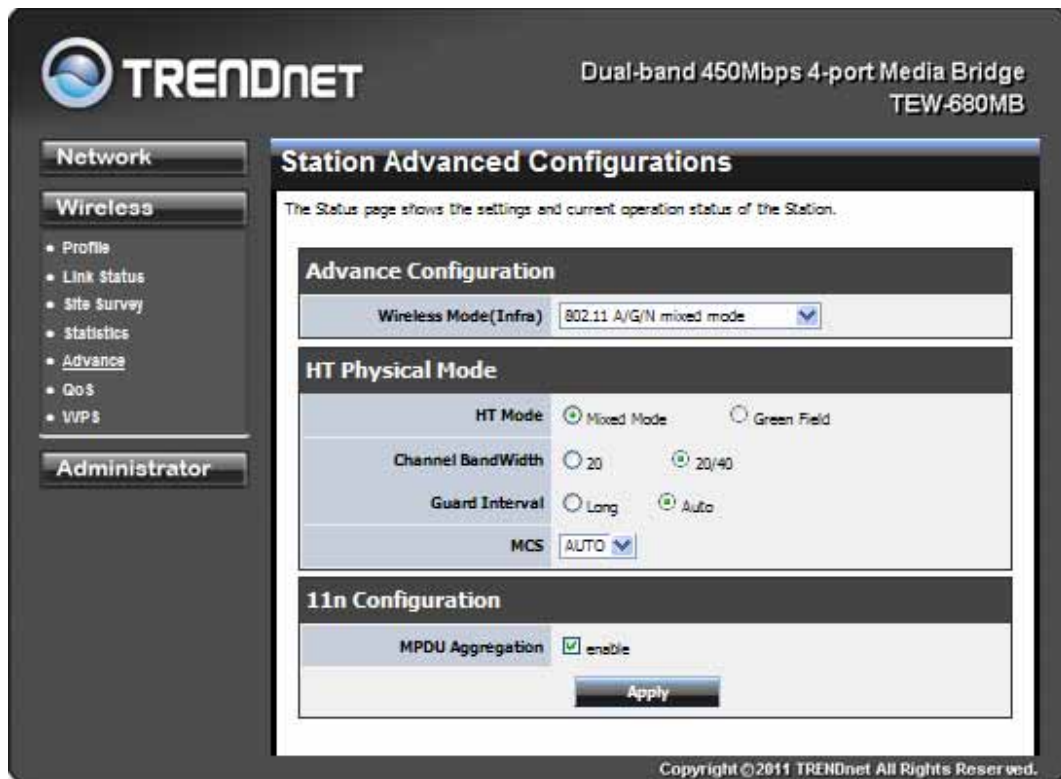 TRENDnet
Dual-band 450Mbps 4-port Media Bridge
TEW-680MB
Network
Wireless
Profile
Link Status
Site Survey
Statistics
Advance
QoS
WPS
Administrator
Station Advanced Configurations
The Status page shows the settings and current operation status of the Station.
Advance Configuration
Wireless Mode(Infra) 802.11 A/G/N mixed mode
HT Physical Mode
HT Mode Mixed Mode Green Field
Channel BandWidth 20 20/40
Guard Interval Long Auto
MCS AUTO
11n Configuration
MPDU Aggregation enable
Apply
Copyright ©2011 TRENDnet All Rights Reserved.